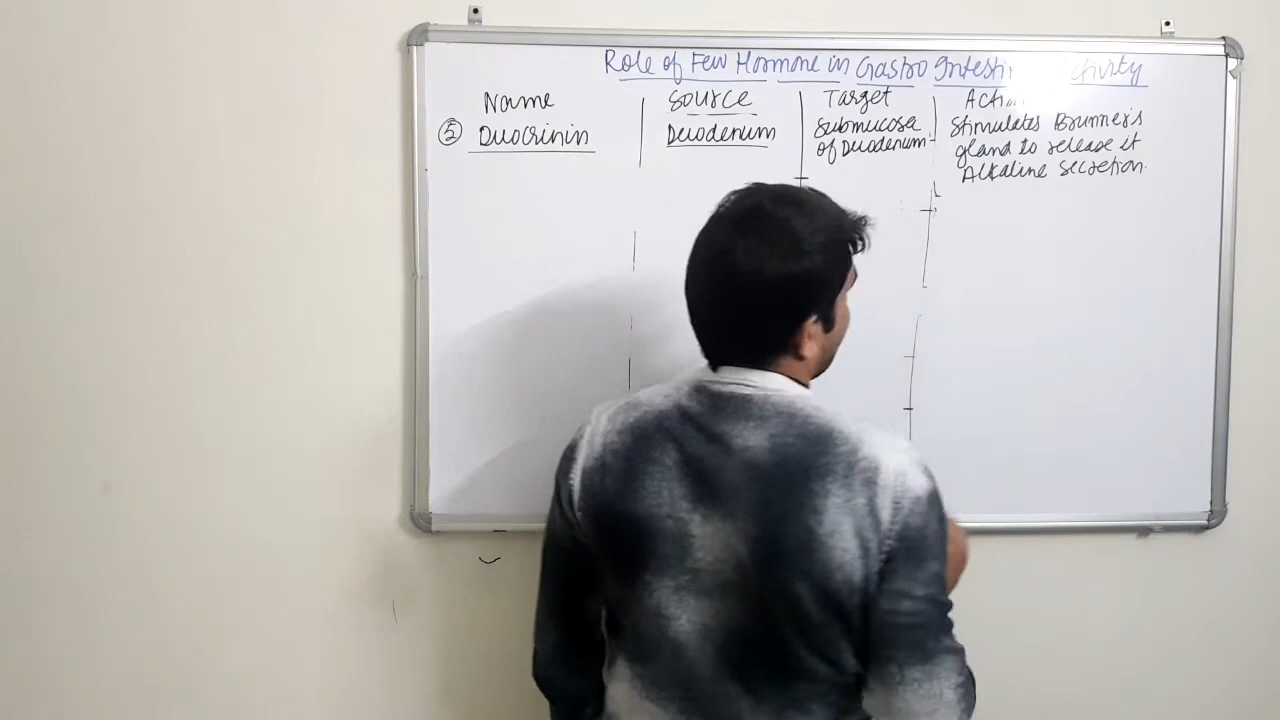 Role of Few Hormone in Gastro
Name Source Target
⑤ Duocrinin Duodenum Submucosa of Duodenum Stimulates Brunner's
gland to release it
Alkaline Secretion.